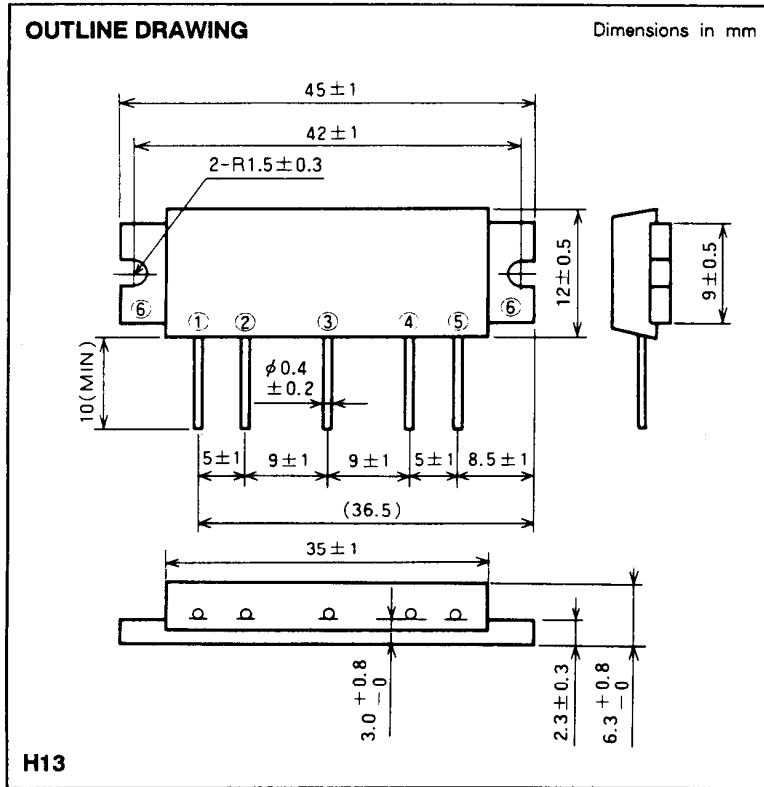 OUTLINE DRAWING
Dimensions in mm
45±1
42±1
2-R1.5±0.3
12±0.5
9±0.5
⑥ ① ② ③ ④ ⑤ ⑥
10(MIN)
φ0.4
±0.2
5±1 9±1 9±1 5±1 8.5±1
(36.5)
35±1
3.0 +0.8 -0
2.3±0.3
6.3 +0.8 -0
H13